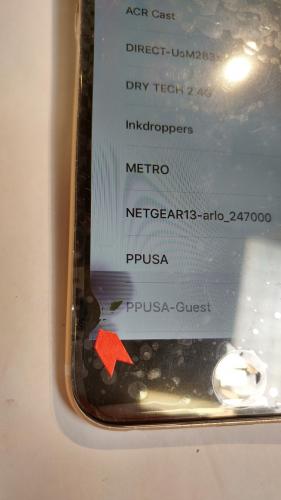 ACR Cast
DRY TECH 2.4G
Inkdroppers
METRO
NETGEAR13-arlo_247000
PPUSA
PPUSA-Guest